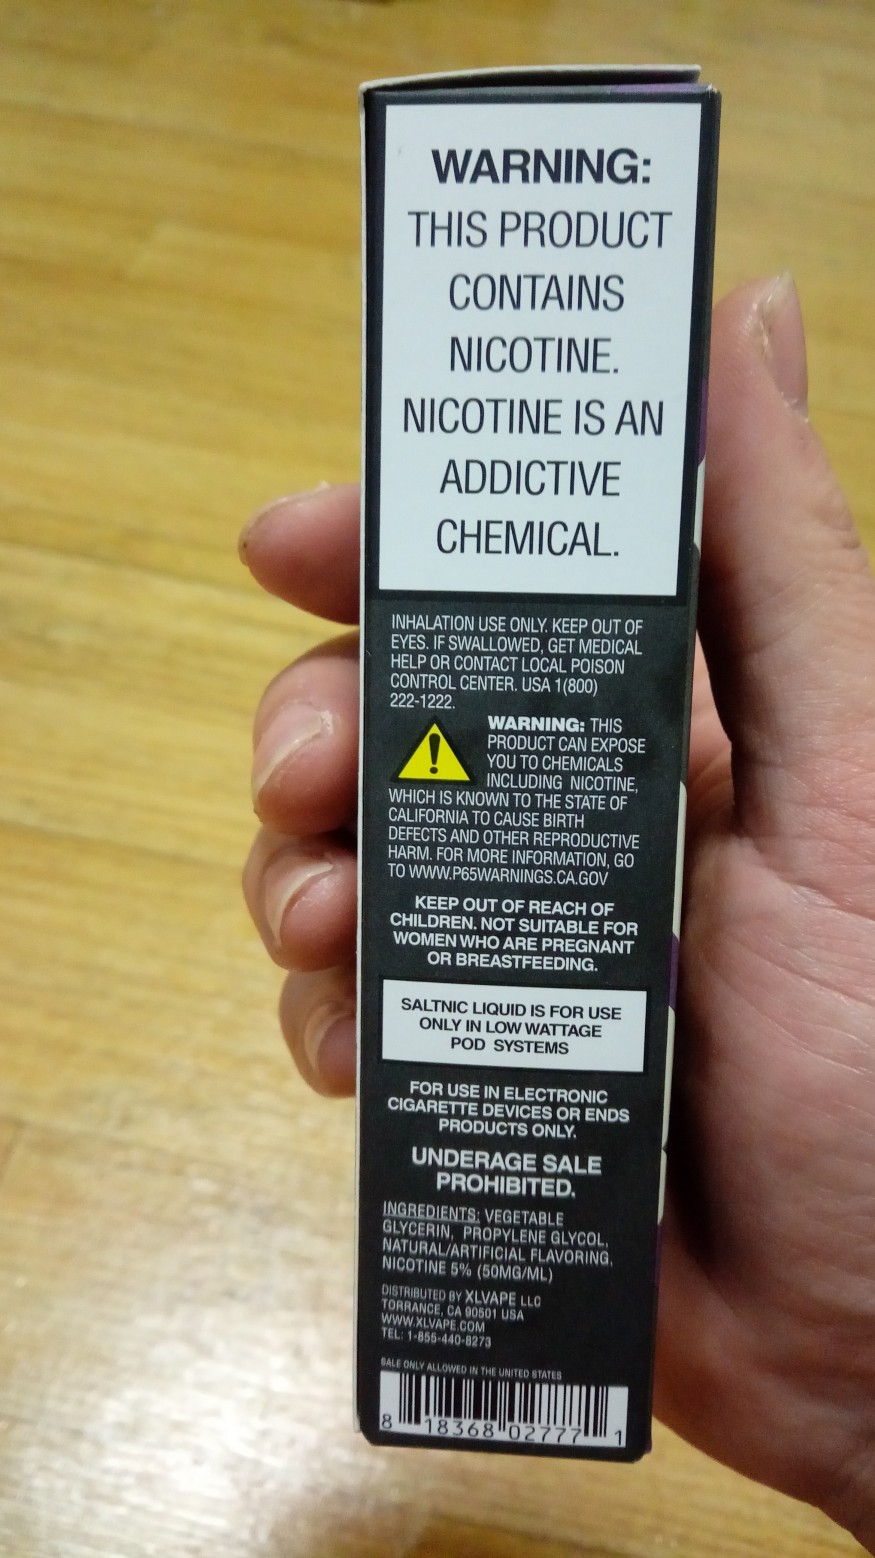 WARNING:
THIS PRODUCT
CONTAINS
NICOTINE.
NICOTINE IS AN
ADDICTIVE
CHEMICAL.
INHALATION USE ONLY. KEEP OUT OF
EYES. IF SWALLOWED, GET MEDICAL
HELP OR CONTACT LOCAL POISON
CONTROL CENTER. USA 1(800)
222-1222.
WARNING: THIS
PRODUCT CAN EXPOSE
YOU TO CHEMICALS
INCLUDING NICOTINE,
WHICH IS KNOWN TO THE STATE OF
CALIFORNIA TO CAUSE BIRTH
DEFECTS AND OTHER REPRODUCTIVE
HARM. FOR MORE INFORMATION, GO
TO WWW.P65WARNINGS.CA.GOV
KEEP OUT OF REACH OF
CHILDREN. NOT SUITABLE FOR
WOMEN WHO ARE PREGNANT
OR BREASTFEEDING.
SALTNIC LIQUID IS FOR USE
ONLY IN LOW WATTAGE
POD SYSTEMS
FOR USE IN ELECTRONIC
CIGARETTE DEVICES OR ENDS
PRODUCTS ONLY.
UNDERAGE SALE
PROHIBITED.
INGREDIENTS: VEGETABLE
GLYCERIN, PROPYLENE GLYCOL,
NATURAL/ARTIFICIAL FLAVORING,
NICOTINE 5% (50MG/ML)
DISTRIBUTED BY XLVAPE LLC
TORRANCE, CA 90501 USA
WWW.XLVAPE.COM
TEL: 1-855-440-8273
SALE ONLY ALLOWED IN THE UNITED STATES
8 18368 02777 1